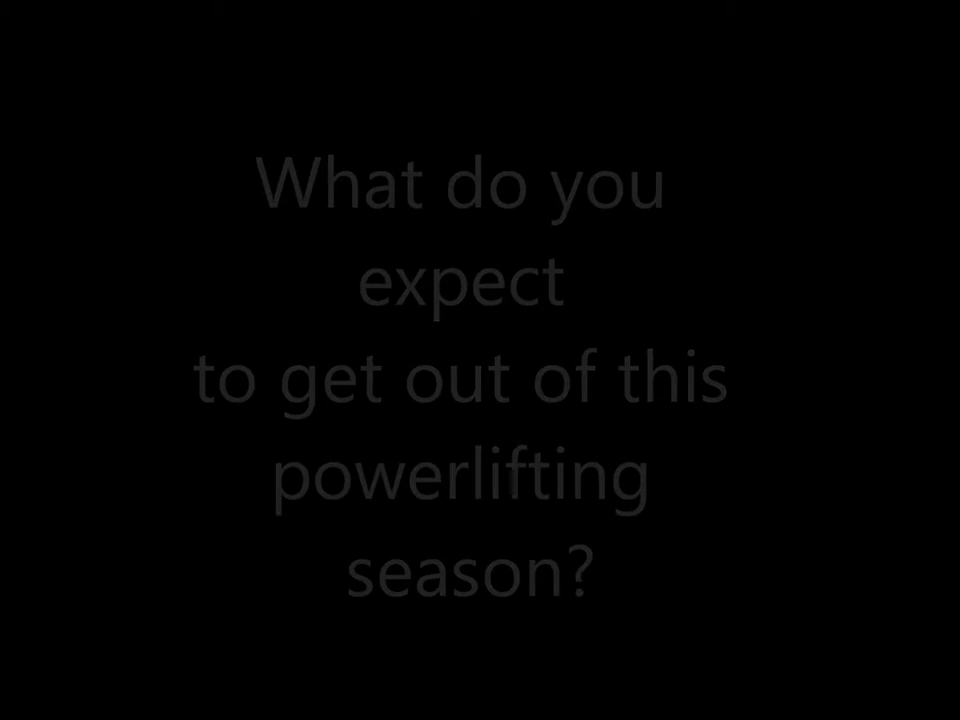 What do you
expect
to get out of this
powerlifting
season?